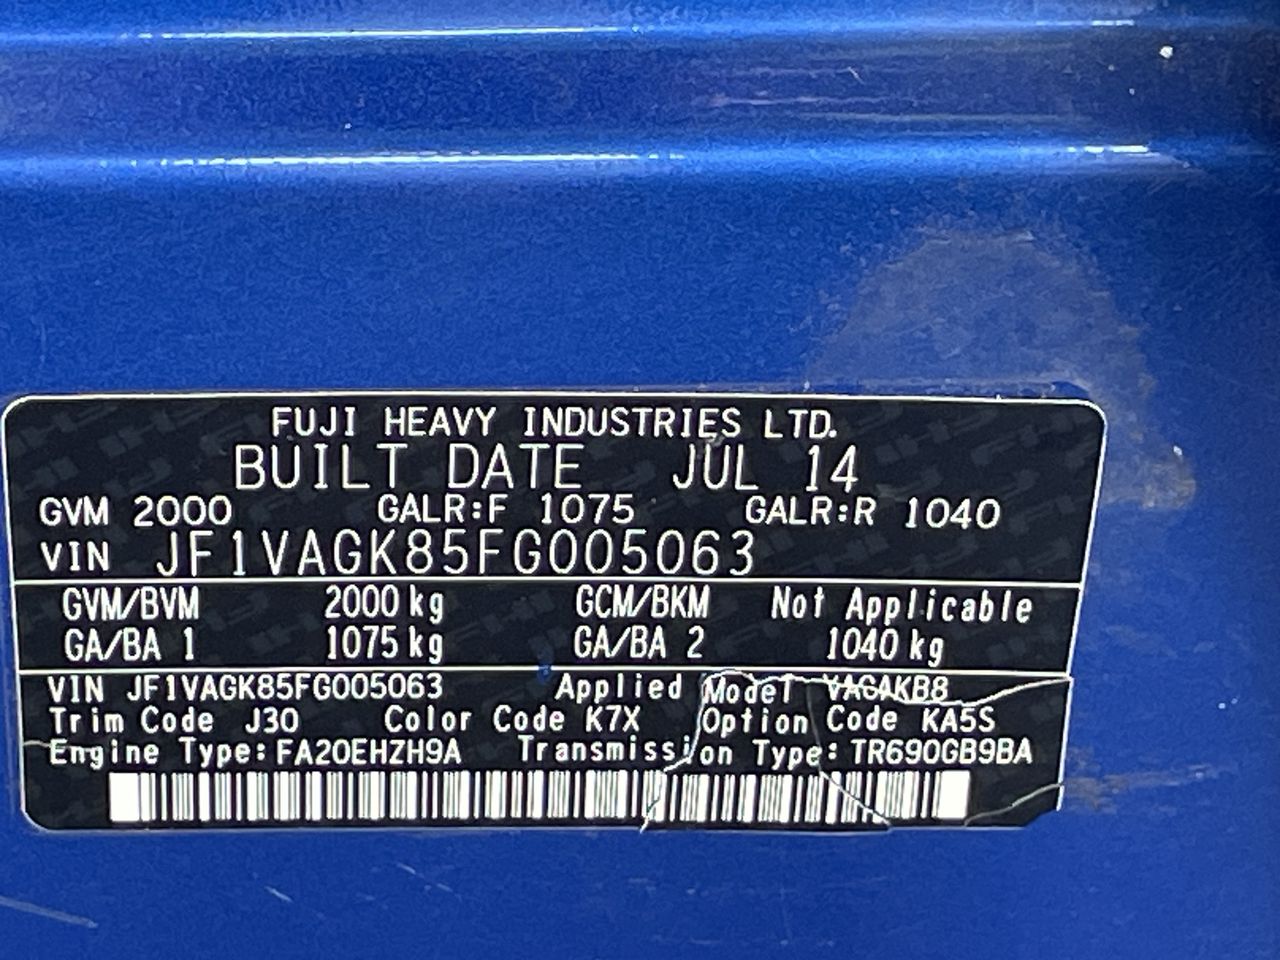 FUJI HEAVY INDUSTRIES LTD.
BUILT DATE JUL 14
GVM 2000 GALR:F 1075 GALR:R 1040
VIN JF1VAGK85FG005063
GVM/BVM 2000 kg GCM/BKM Not Applicable
GA/BA 1 1075 kg GA/BA 2 1040 kg
VIN JF1VAGK85FG005063 Applied Model VAGAKB8
Trim Code J30 Color Code K7X Option Code KA5S
Engine Type:FA20EHZH9A Transmission Type:TR690GB9BA